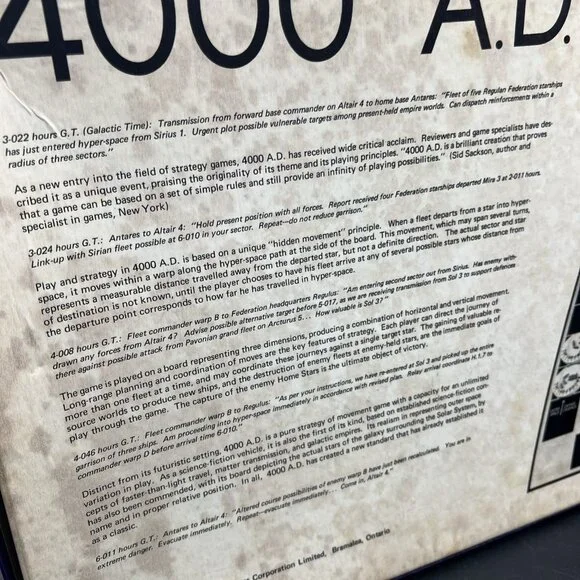 4000 A.D.
3-022 hours G.T. (Galactic Time): Transmission from forward base commander on Altair 4 to home base Antares: "Fleet of five Regulan Federation starships
has just entered hyper-space from Sirius 1. Urgent plot possible vulnerable targets among present-held empire worlds. Can dispatch reinforcements within a
radius of three sectors."
As a new entry into the field of strategy games, 4000 A.D. has received wide critical acclaim. Reviewers and game specialists have des-
cribed it as a unique event, praising the originality of its theme and its playing principles. "4000 A.D. is a brilliant creation that proves
that a game can be based on a set of simple rules and still provide an infinity of playing possibilities." (Sid Sackson, author and
specialist in games, New York)
3-024 hours G.T.: Antares to Altair 4: "Hold present position with all forces. Report received four Federation starships departed Mira 3 at 2-011 hours.
Link-up with Sirian fleet possible at 6-010 in your sector. Repeat—do not reduce garrison."
Play and strategy in 4000 A.D. is based on a unique "hidden movement" principle. When a fleet departs from a star into hyper-
space, it moves within a warp along the hyper-space path at the side of the board. This movement, which may span several turns,
represents a measurable distance travelled away from the departed star, but not a definite direction. The actual sector and star
of destination is not known, until the player chooses to have his fleet arrive at any of several possible stars whose distance from
the departure point corresponds to how far he has travelled in hyper-space.
4-008 hours G.T.: Fleet commander warp B to Federation headquarters Regulus: "Am entering second sector out from Sirius. Has enemy with-
drawn any forces from Altair 4? Advise possible alternative target before 5-017, as we are receiving transmission from Sol 3 to support defences
there against possible attack from Pavonian grand fleet on Arcturus 5... How valuable is Sol 3?"
The game is played on a board representing three dimensions, producing a combination of horizontal and vertical movement.
Long-range planning and coordination of moves are the key features of strategy. Each player can direct the journey of
more than one fleet at a time, and may coordinate these journeys against a single target star. The gaining of valuable re-
source worlds to produce new ships, and the destruction of enemy fleets at enemy-held stars, are the immediate goals of
play through the game. The capture of the enemy Home Stars is the ultimate object of victory.
4-046 hours G.T.: Fleet commander warp B to Regulus: "As per your instructions, we have re-entered at Sol 3 and picked up the entire
garrison of three ships. Am proceeding into hyper-space immediately in accordance with revised plan. Relay arrival coordinate H.1.7 to
commander warp D before arrival time 6-010."
Distinct from its futuristic setting, 4000 A.D. is a pure strategy of movement game with a capacity for an unlimited
variation in play. As a science-fiction vehicle, it is also the first of its kind, based on established science-fiction con-
cepts of faster-than-light travel, matter transmission, and galactic empires. Its realism in representing outer space
has also been commended, with its board depicting the actual stars of the galaxy surrounding the Solar System, by
name and in proper relative position. In all, 4000 A.D. has created a new standard that has already established it
as a classic.
6-011 hours G.T.: Antares to Altair 4: "Altered course possibilities of enemy warp B have just been recalculated. You are in
extreme danger. Evacuate immediately. Repeat—evacuate immediately... Come in, Altair 4."
Corporation Limited, Bramalea, Ontario